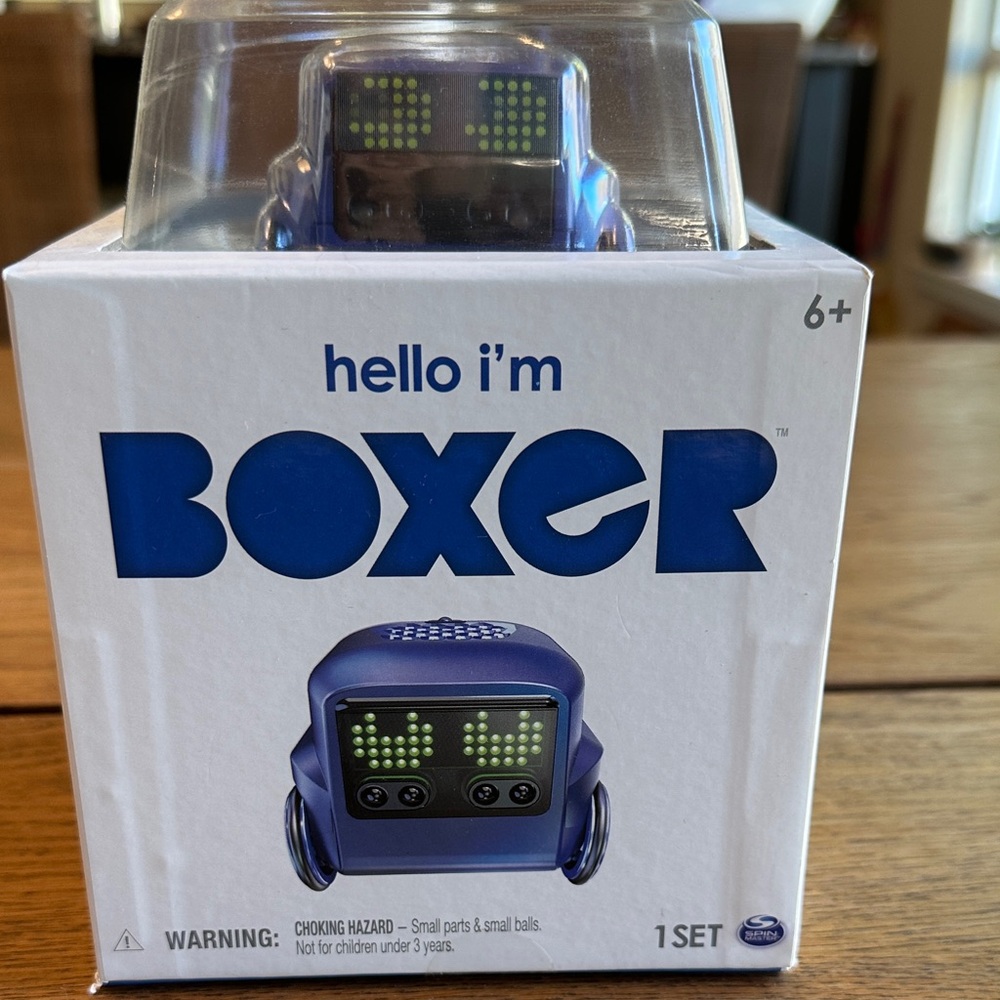 6+
hello i'm
BOXER™
WARNING: CHOKING HAZARD – Small parts & small balls.
Not for children under 3 years.
1 SET
SPIN
MASTER